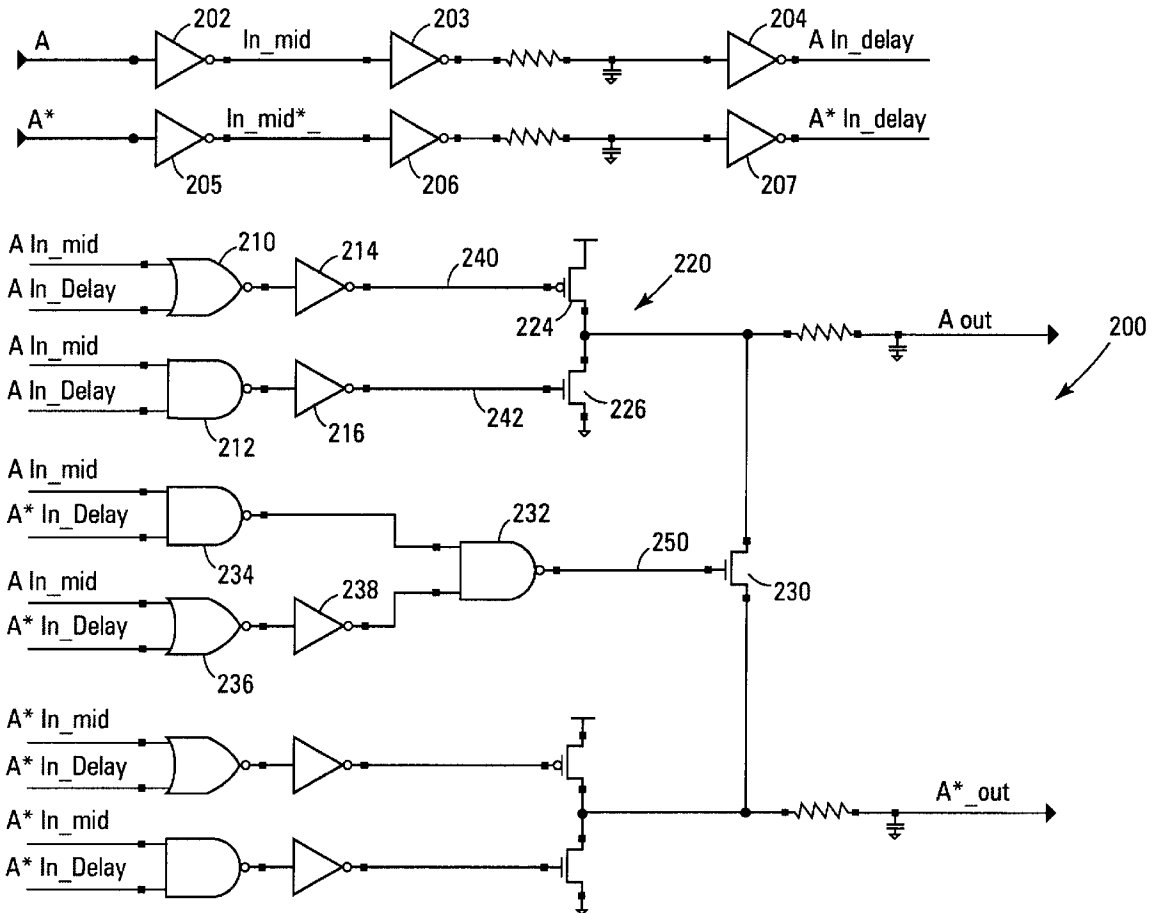 202
203
204
A
In_mid
A In_delay
A*
In_mid*_
A* In_delay
205
206
207
A In_mid
210
214
240
220
A In_Delay
224
A out
200
A In_mid
A In_Delay
212
216
242
226
A In_mid
A* In_Delay
232
250
234
230
A In_mid
238
A* In_Delay
236
A* In_mid
A* In_Delay
A*_out
A* In_mid
A* In_Delay